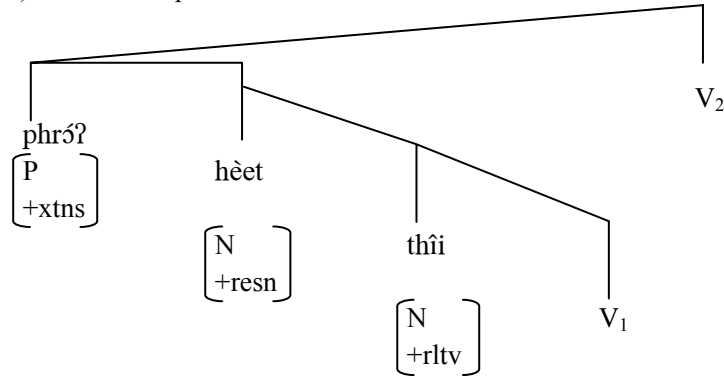 V₂
phrɔ́ʔ
P
+xtns
hèet
N
+resn
thîi
N
+rltv
V₁